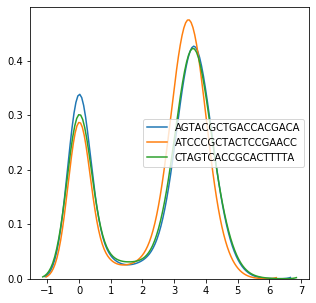 0.4
0.3
0.2
0.1
0.0
AGTACGCTGACCACGACA
ATCCCGCTACTCCGAACC
CTAGTCACCGCACTTTTA
−1 0 1 2 3 4 5 6 7